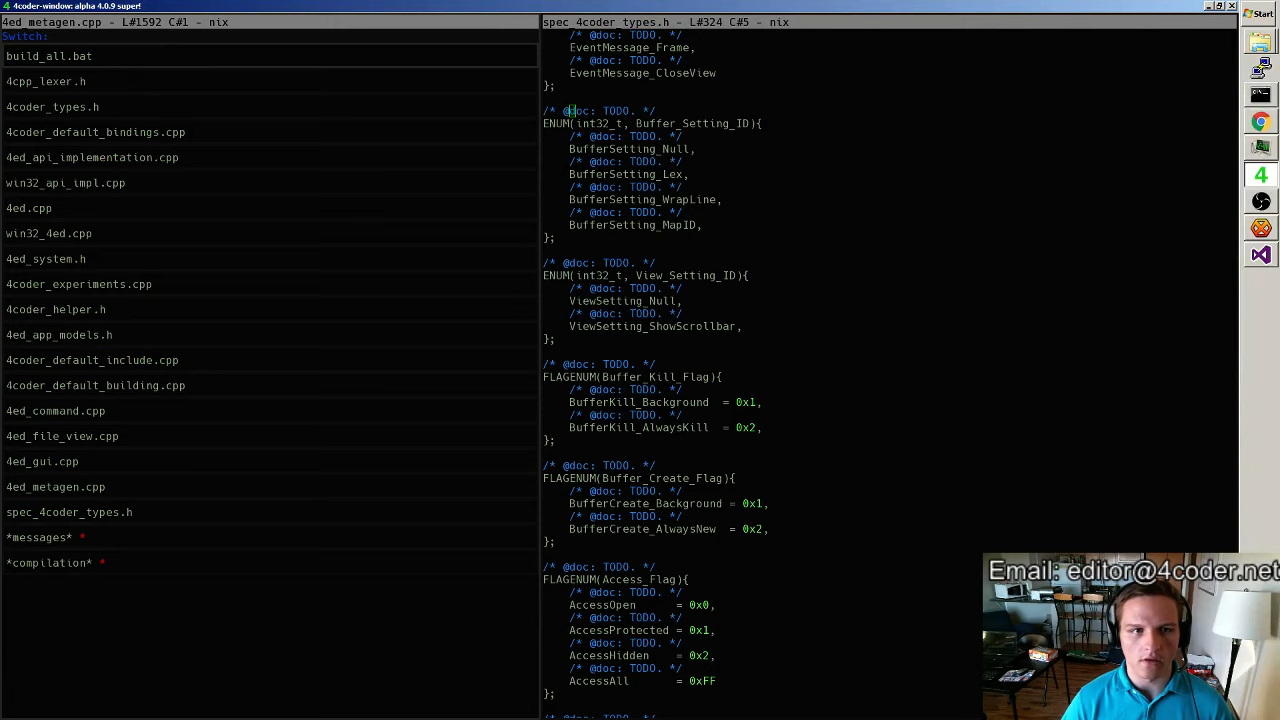 4 4coder-window: alpha 4.0.9 super!
4ed_metagen.cpp - L#1592 C#1 - nix
Switch:
build_all.bat
4cpp_lexer.h
4coder_types.h
4coder_default_bindings.cpp
4ed_api_implementation.cpp
win32_api_impl.cpp
4ed.cpp
win32_4ed.cpp
4ed_system.h
4coder_experiments.cpp
4coder_helper.h
4ed_app_models.h
4coder_default_include.cpp
4coder_default_building.cpp
4ed_command.cpp
4ed_file_view.cpp
4ed_gui.cpp
4ed_metagen.cpp
spec_4coder_types.h
*messages* *
*compilation* *
spec_4coder_types.h - L#324 C#5 - nix
/* @doc: TODO. */
EventMessage_Frame,
/* @doc: TODO. */
EventMessage_CloseView
};
/* @doc: TODO. */
ENUM(int32_t, Buffer_Setting_ID){
/* @doc: TODO. */
BufferSetting_Null,
/* @doc: TODO. */
BufferSetting_Lex,
/* @doc: TODO. */
BufferSetting_WrapLine,
/* @doc: TODO. */
BufferSetting_MapID,
};
/* @doc: TODO. */
ENUM(int32_t, View_Setting_ID){
/* @doc: TODO. */
ViewSetting_Null,
/* @doc: TODO. */
ViewSetting_ShowScrollbar,
};
/* @doc: TODO. */
FLAGENUM(Buffer_Kill_Flag){
/* @doc: TODO. */
BufferKill_Background  = 0x1,
/* @doc: TODO. */
BufferKill_AlwaysKill  = 0x2,
};
/* @doc: TODO. */
FLAGENUM(Buffer_Create_Flag){
/* @doc: TODO. */
BufferCreate_Background = 0x1,
/* @doc: TODO. */
BufferCreate_AlwaysNew  = 0x2,
};
/* @doc: TODO. */
FLAGENUM(Access_Flag){
/* @doc: TODO. */
AccessOpen      = 0x0,
/* @doc: TODO. */
AccessProtected = 0x1,
/* @doc: TODO. */
AccessHidden    = 0x2,
/* @doc: TODO. */
AccessAll       = 0xFF
};
Start
4
Email: editor@4coder.net